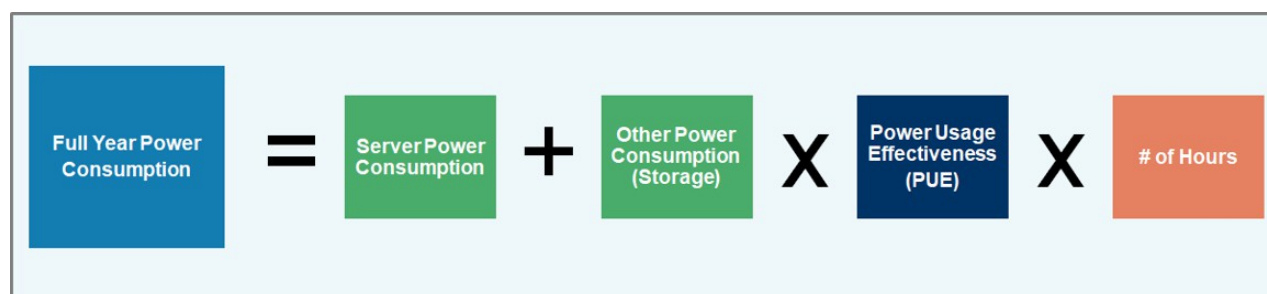 Full Year Power
Consumption
=
Server Power
Consumption
+
Other Power
Consumption
(Storage)
X
Power Usage
Effectiveness
(PUE)
X
# of Hours